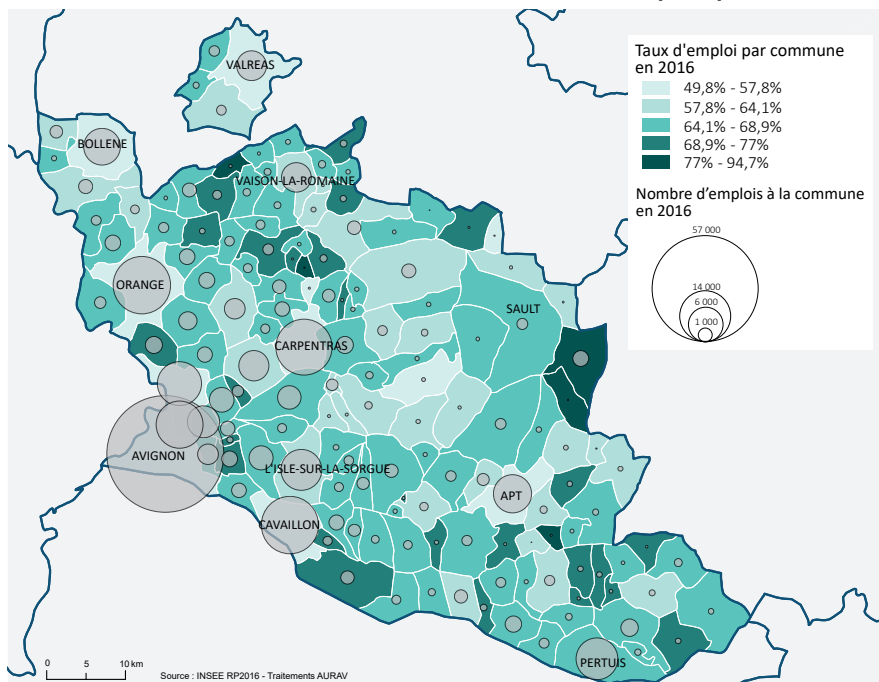 Taux d'emploi par commune
en 2016
49,8% - 57,8%
57,8% - 64,1%
64,1% - 68,9%
68,9% - 77%
77% - 94,7%
Nombre d’emplois à la commune
en 2016
57 000
14 000
6 000
1 000
VALREAS
BOLLENE
VAISON-LA-ROMAINE
ORANGE
SAULT
CARPENTRAS
AVIGNON
L'ISLE-SUR-LA-SORGUE
APT
CAVAILLON
PERTUIS
0 5 10 km
Source : INSEE RP2016 - Traitements AURAV